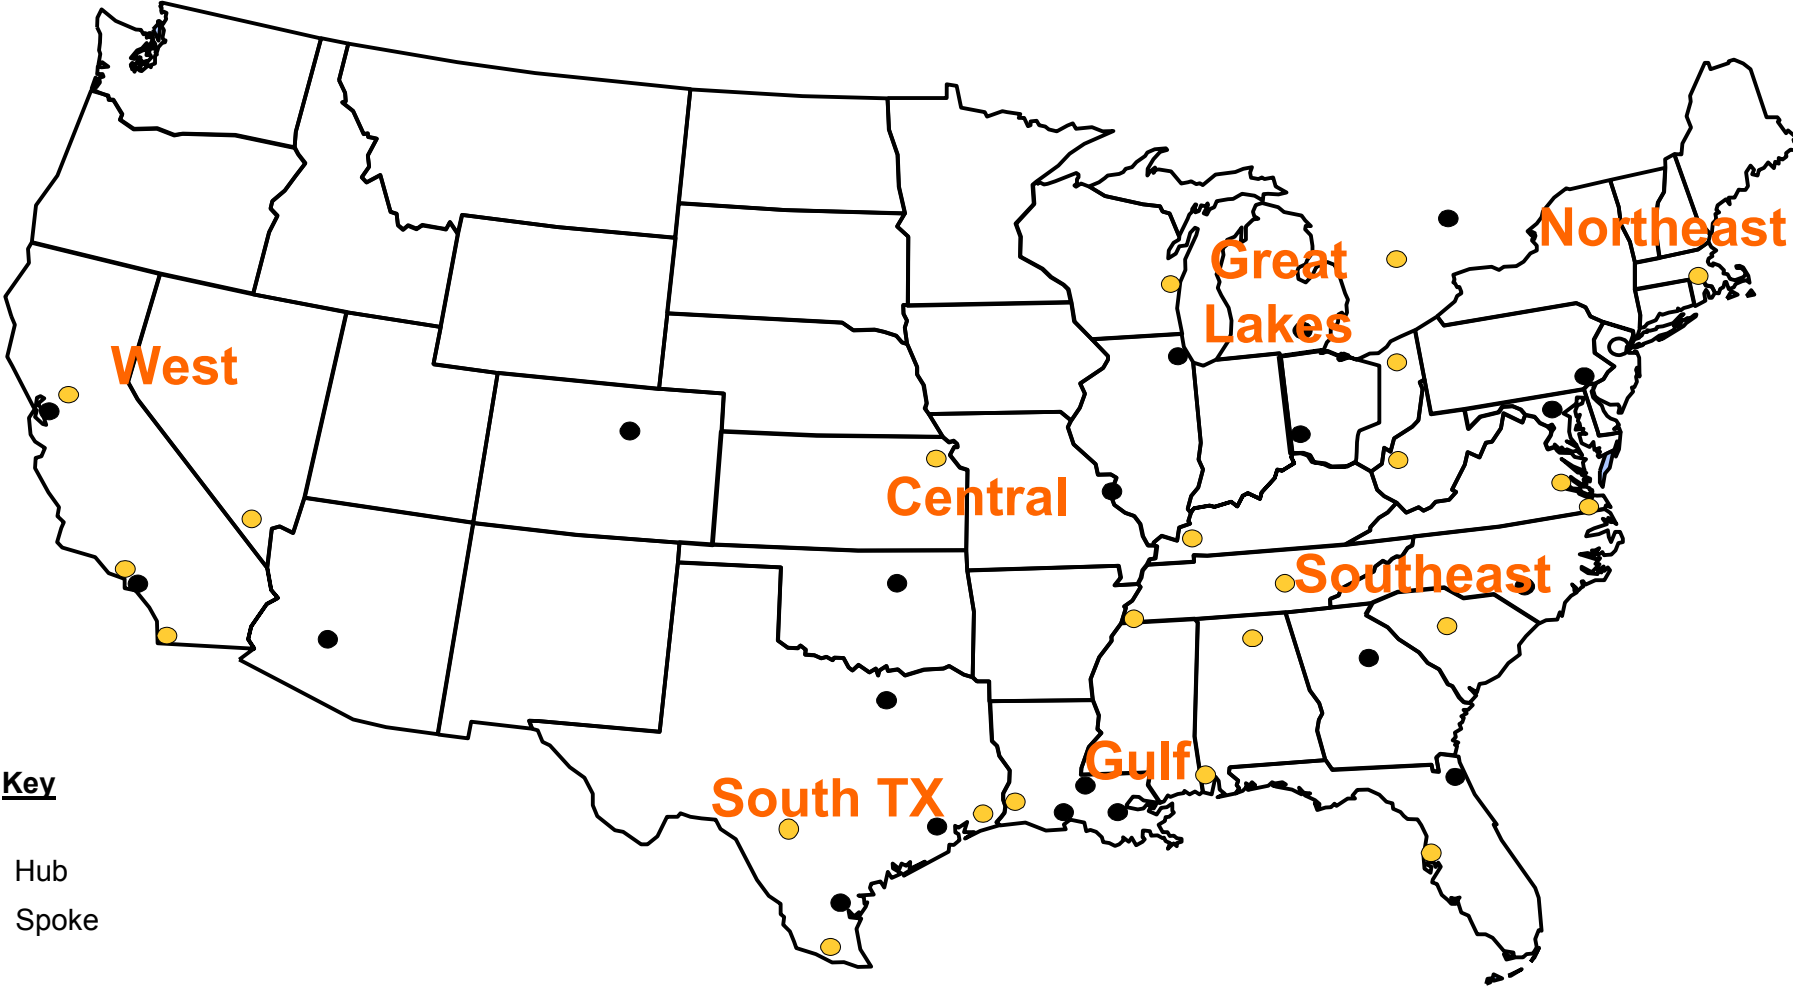 Northeast
Great
Lakes
West
Central
Southeast
Gulf
South TX
Key
Hub
Spoke